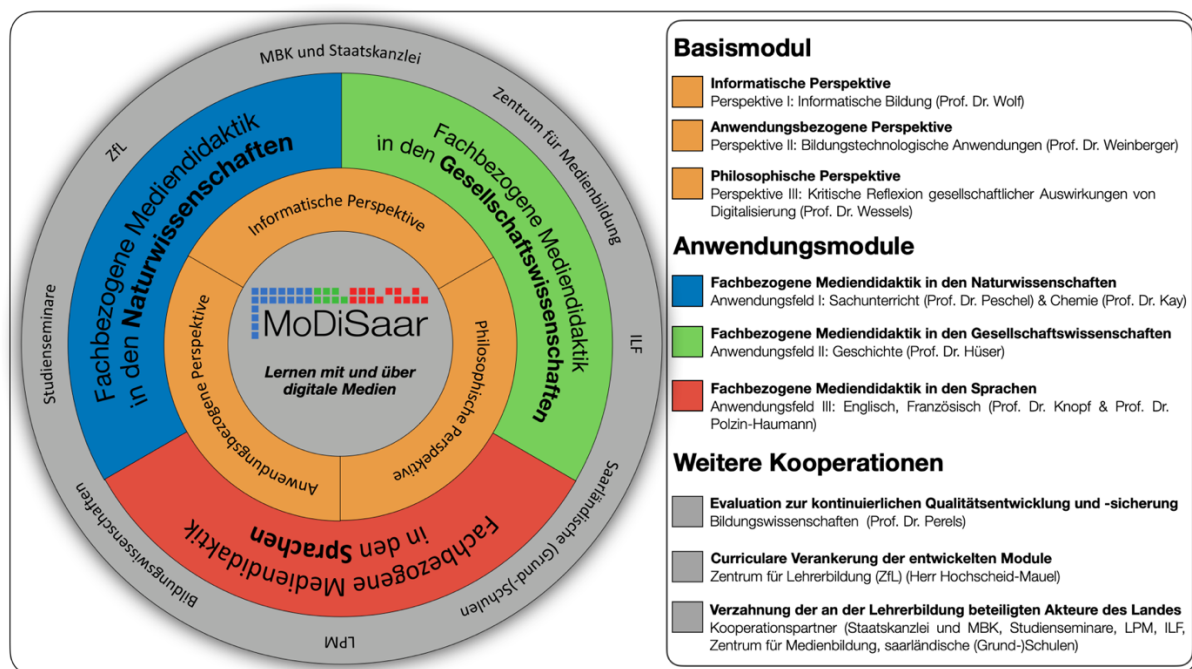 MBK und Staatskanzlei
Zentrum für Medienbildung
ILF
Saarländische (Grund-)Schulen
LPM
Bildungswissenschaften
Studienseminare
ZfL
Fachbezogene Mediendidaktik
in den Naturwissenschaften
Fachbezogene Mediendidaktik
in den Gesellschaftswissenschaften
Fachbezogene Mediendidaktik
in den Sprachen
Informatische Perspektive
Philosophische Perspektive
Anwendungsbezogene Perspektive
MoDiSaar
Lernen mit und über
digitale Medien
Basismodul
Informatische Perspektive
Perspektive I: Informatische Bildung (Prof. Dr. Wolf)
Anwendungsbezogene Perspektive
Perspektive II: Bildungstechnologische Anwendungen (Prof. Dr. Weinberger)
Philosophische Perspektive
Perspektive III: Kritische Reflexion gesellschaftlicher Auswirkungen von
Digitalisierung (Prof. Dr. Wessels)
Anwendungsmodule
Fachbezogene Mediendidaktik in den Naturwissenschaften
Anwendungsfeld I: Sachunterricht (Prof. Dr. Peschel) & Chemie (Prof. Dr. Kay)
Fachbezogene Mediendidaktik in den Gesellschaftswissenschaften
Anwendungsfeld II: Geschichte (Prof. Dr. Hüser)
Fachbezogene Mediendidaktik in den Sprachen
Anwendungsfeld III: Englisch, Französisch (Prof. Dr. Knopf & Prof. Dr.
Polzin-Haumann)
Weitere Kooperationen
Evaluation zur kontinuierlichen Qualitätsentwicklung und -sicherung
Bildungswissenschaften (Prof. Dr. Perels)
Curriculare Verankerung der entwickelten Module
Zentrum für Lehrerbildung (ZfL) (Herr Hochscheid-Mauel)
Verzahnung der an der Lehrerbildung beteiligten Akteure des Landes
Kooperationspartner (Staatskanzlei und MBK, Studienseminare, LPM, ILF,
Zentrum für Medienbildung, saarländische (Grund-)Schulen)